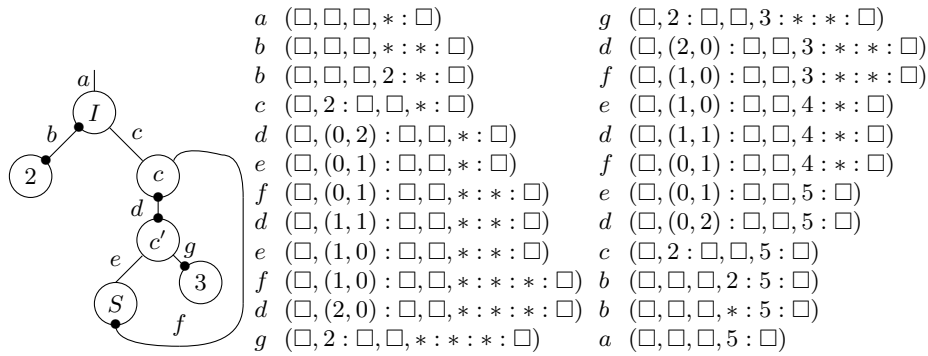 a
I
b
c
2
c
d
c′
e
g
3
S
f
a (□, □, □, ∗ : □)
b (□, □, □, ∗ : ∗ : □)
b (□, □, □, 2 : ∗ : □)
c (□, 2 : □, □, ∗ : □)
d (□, (0, 2) : □, □, ∗ : □)
e (□, (0, 1) : □, □, ∗ : □)
f (□, (0, 1) : □, □, ∗ : ∗ : □)
d (□, (1, 1) : □, □, ∗ : ∗ : □)
e (□, (1, 0) : □, □, ∗ : ∗ : □)
f (□, (1, 0) : □, □, ∗ : ∗ : ∗ : □)
d (□, (2, 0) : □, □, ∗ : ∗ : ∗ : □)
g (□, 2 : □, □, ∗ : ∗ : ∗ : □)
g (□, 2 : □, □, 3 : ∗ : ∗ : □)
d (□, (2, 0) : □, □, 3 : ∗ : ∗ : □)
f (□, (1, 0) : □, □, 3 : ∗ : ∗ : □)
e (□, (1, 0) : □, □, 4 : ∗ : □)
d (□, (1, 1) : □, □, 4 : ∗ : □)
f (□, (0, 1) : □, □, 4 : ∗ : □)
e (□, (0, 1) : □, □, 5 : □)
d (□, (0, 2) : □, □, 5 : □)
c (□, 2 : □, □, 5 : □)
b (□, □, □, 2 : 5 : □)
b (□, □, □, ∗ : 5 : □)
a (□, □, □, 5 : □)